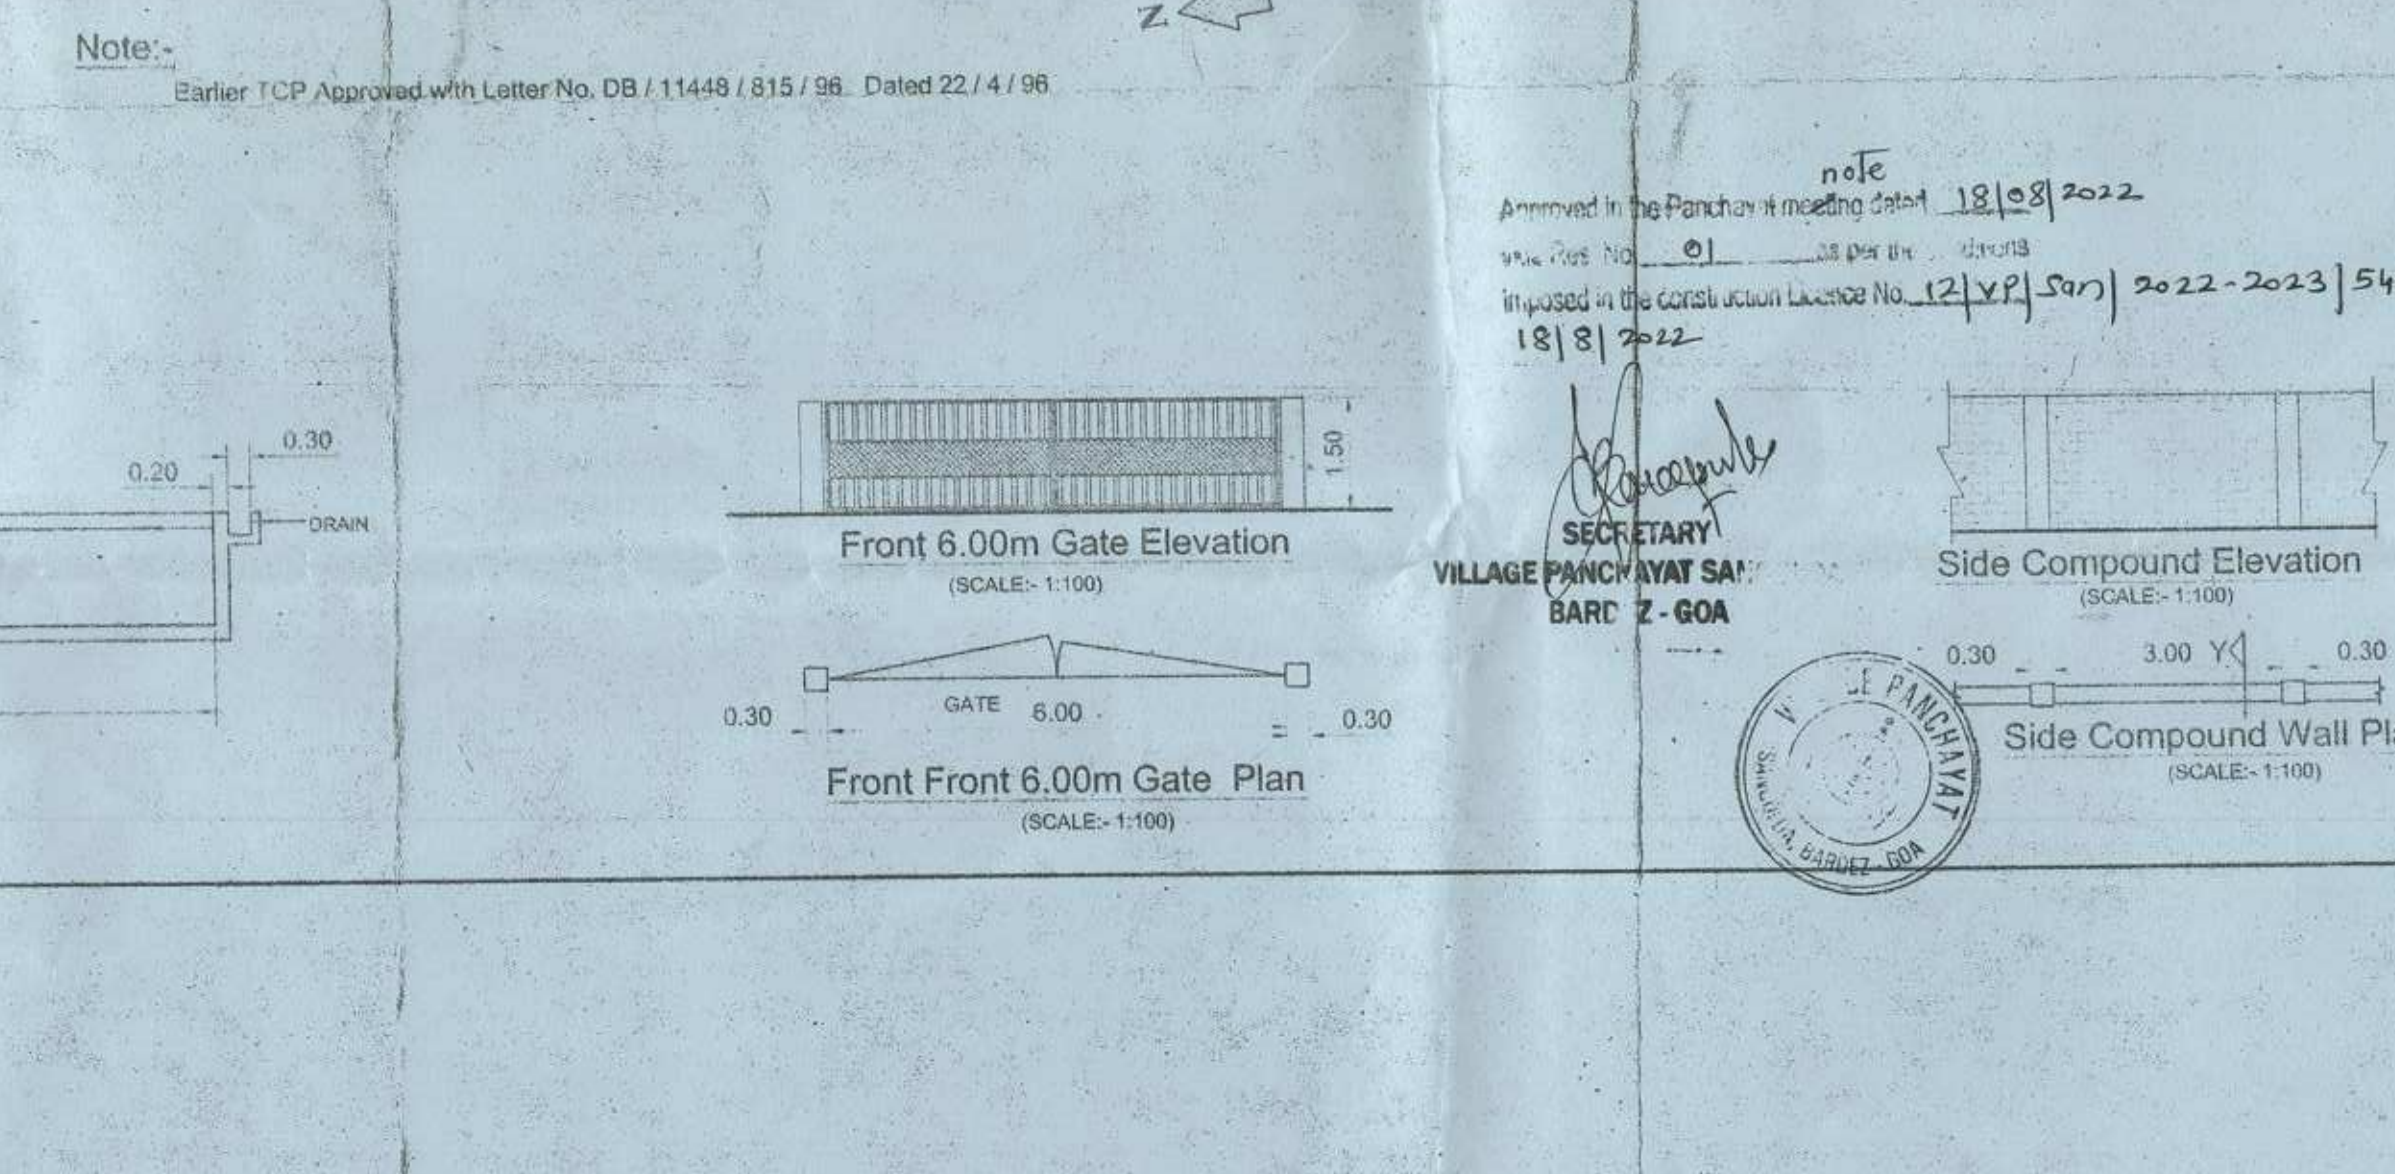 Z
Note:-
Earlier TCP Approved with Letter No. DB / 11448 / 815 / 96 Dated 22 / 4 / 96
note
Approved in the Panchayat meeting dated 18/08/2022
Res No 01 as per the
imposed in the construction Licence No. 12/VP/San/2022-2023/54
18/8/2022
0.30
0.20
DRAIN
1.50
Front 6.00m Gate Elevation
(SCALE:- 1:100)
SECRETARY
VILLAGE PANCHAYAT
BARDEZ - GOA
Side Compound Elevation
(SCALE:- 1:100)
0.30 GATE 6.00 0.30
Front Front 6.00m Gate Plan
(SCALE:- 1:100)
0.30 3.00 Y 0.30
Side Compound Wall Pl
(SCALE:- 1:100)
PANCHAYAT
BARDEZ - GOA